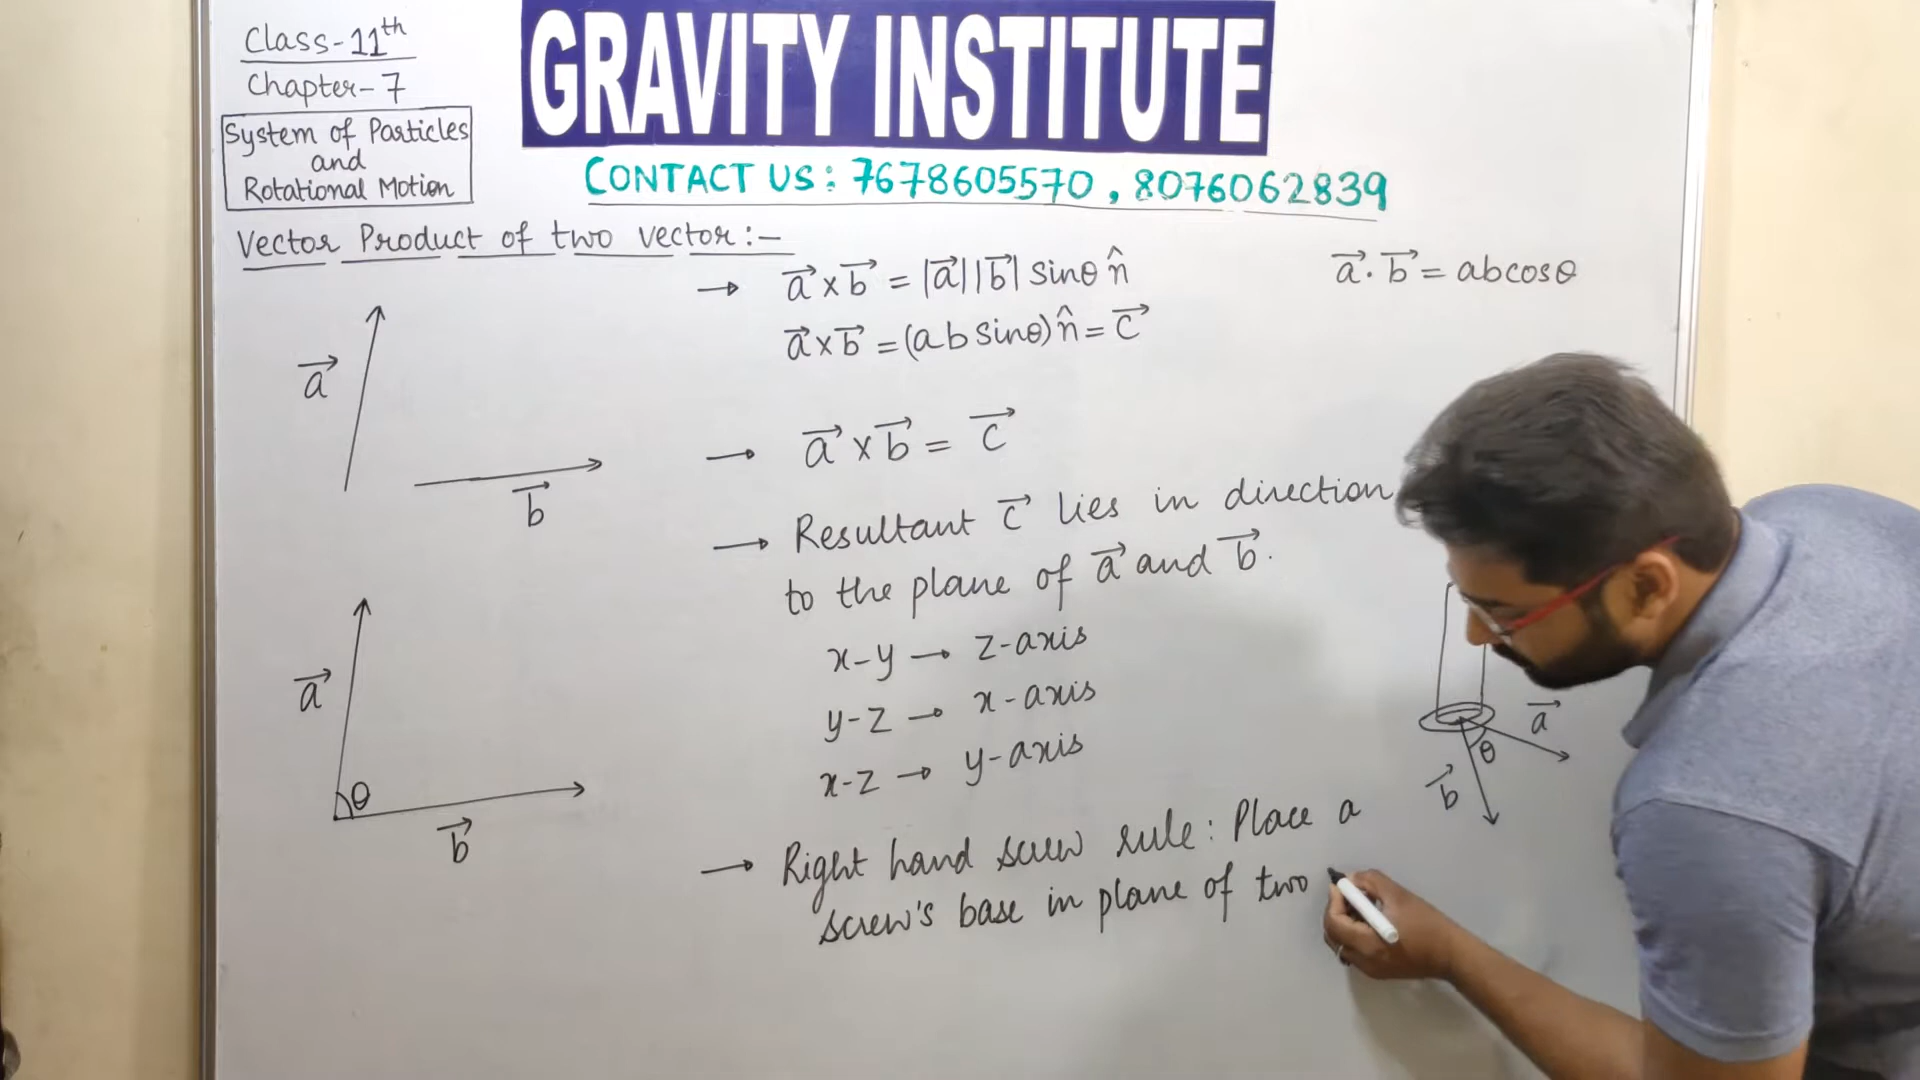 Class-11th
Chapter-7
System of Particles
and
Rotational Motion
GRAVITY INSTITUTE
CONTACT US: 7678605570, 8076062839
Vector Product of two vector:-
→ a⃗×b⃗ = |a⃗||b⃗| sinθ n̂
a⃗·b⃗ = abcosθ
a⃗×b⃗ = (ab sinθ) n̂ = c⃗
a⃗
b⃗
→ a⃗×b⃗ = c⃗
→ Resultant c⃗ lies in direction
to the plane of a⃗ and b⃗.
x-y → z-axis
y-z → x-axis
x-z → y-axis
a⃗
θ
b⃗
a⃗
θ
b⃗
→ Right hand screw rule: Place a
screw's base in plane of two